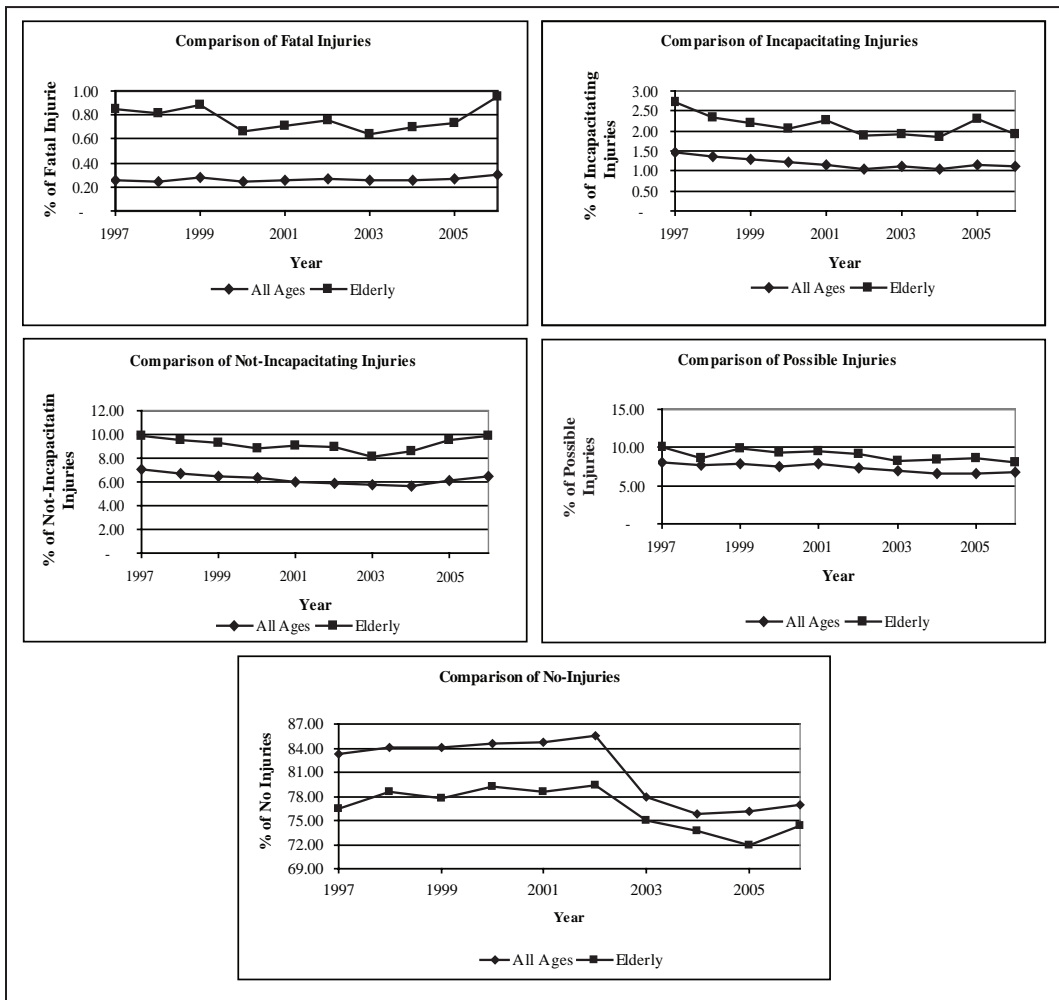 Comparison of Fatal Injuries
% of Fatal Injurie
1.00
0.80
0.60
0.40
0.20
-
1997 1999 2001 2003 2005
Year
All Ages Elderly
Comparison of Incapacitating Injuries
% of Incapacitating
Injuries
3.00
2.50
2.00
1.50
1.00
0.50
-
1997 1999 2001 2003 2005
Year
All Ages Elderly
Comparison of Not-Incapacitating Injuries
% of Not-Incapacitatin
Injuries
12.00
10.00
8.00
6.00
4.00
2.00
-
1997 1999 2001 2003 2005
Year
All Ages Elderly
Comparison of Possible Injuries
% of Possible
Injuries
15.00
10.00
5.00
-
1997 1999 2001 2003 2005
Year
All Ages Elderly
Comparison of No-Injuries
% of No Injuries
87.00
84.00
81.00
78.00
75.00
72.00
69.00
1997 1999 2001 2003 2005
Year
All Ages Elderly